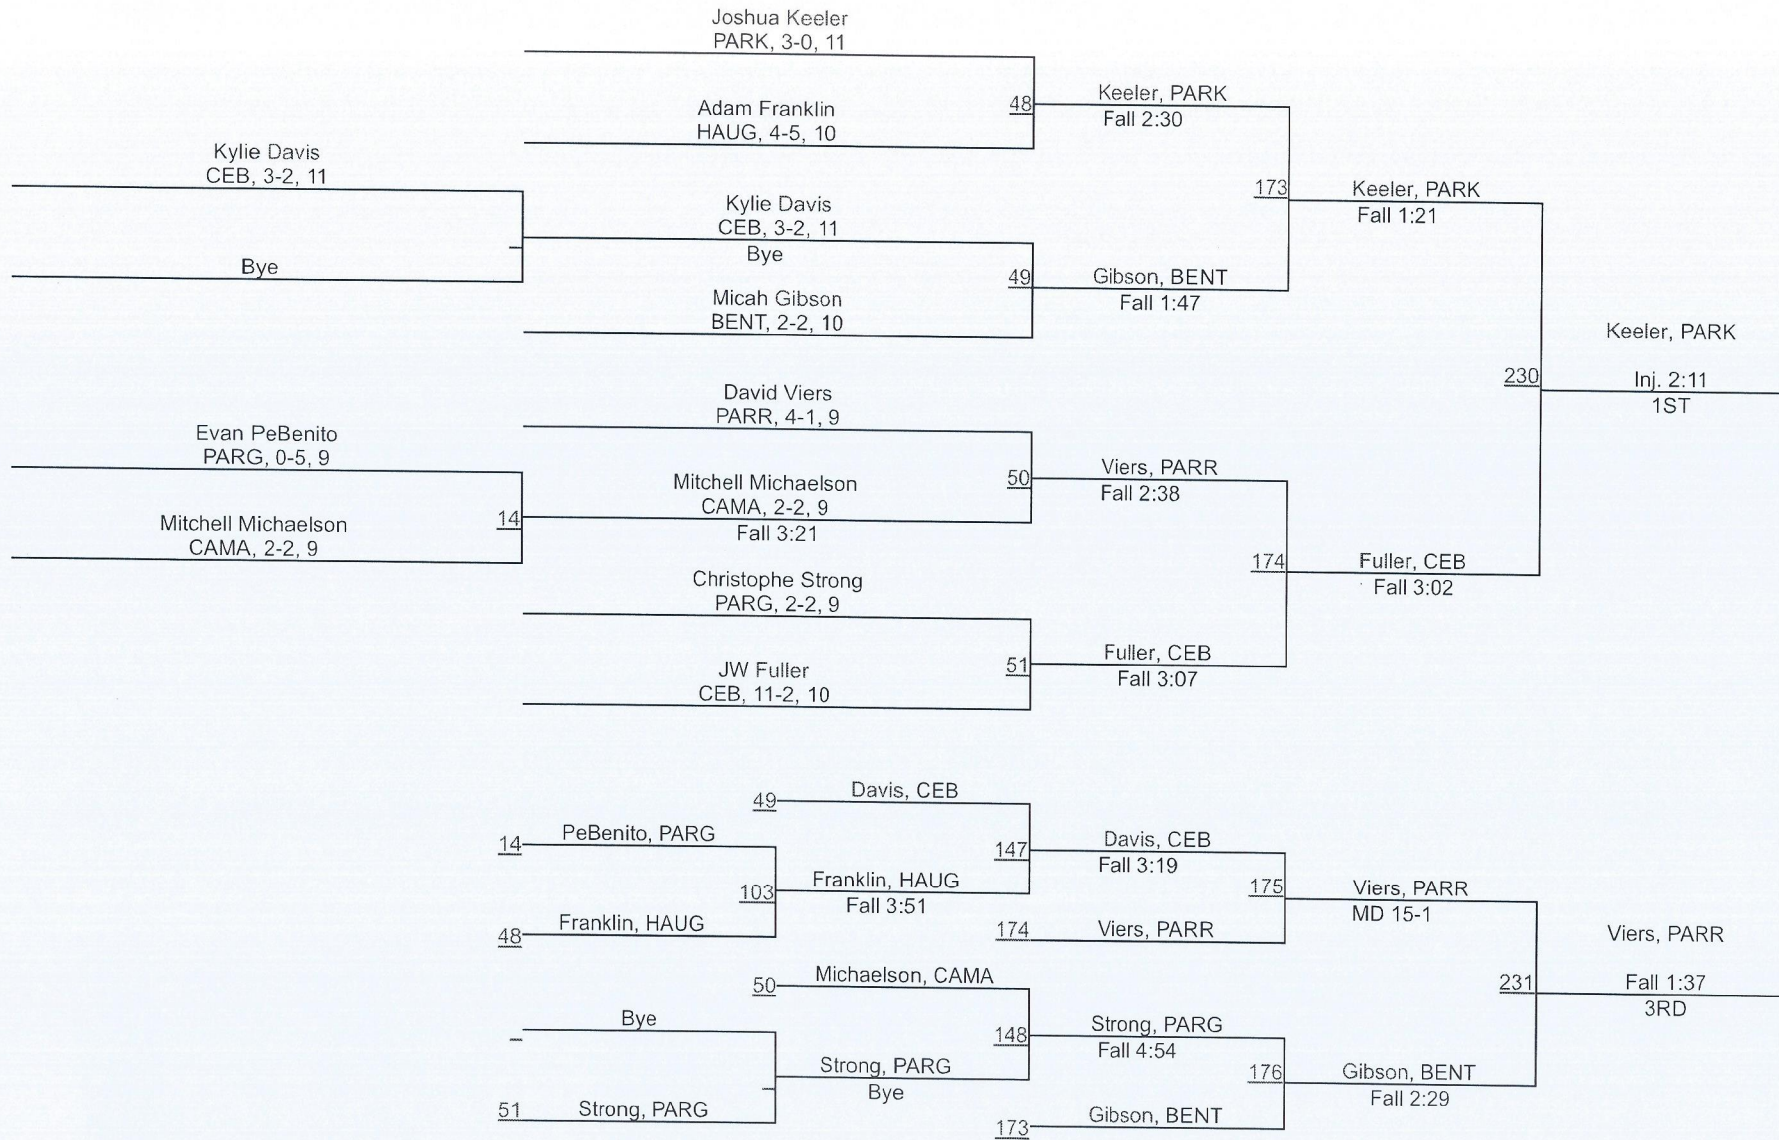 Joshua Keeler
PARK, 3-0, 11
48
Keeler, PARK
Fall 2:30
Adam Franklin
HAUG, 4-5, 10
Kylie Davis
CEB, 3-2, 11
173
Keeler, PARK
Fall 1:21
Kylie Davis
CEB, 3-2, 11
Bye
Bye
49
Gibson, BENT
Fall 1:47
Micah Gibson
BENT, 2-2, 10
Keeler, PARK
230
Inj. 2:11
1ST
David Viers
PARR, 4-1, 9
Evan PeBenito
PARG, 0-5, 9
50
Viers, PARR
Fall 2:38
Mitchell Michaelson
CAMA, 2-2, 9
Fall 3:21
14
Mitchell Michaelson
CAMA, 2-2, 9
174
Fuller, CEB
Fall 3:02
Christophe Strong
PARG, 2-2, 9
51
Fuller, CEB
Fall 3:07
JW Fuller
CEB, 11-2, 10
49
Davis, CEB
14
PeBenito, PARG
147
Davis, CEB
Fall 3:19
103
Franklin, HAUG
Fall 3:51
175
Viers, PARR
MD 15-1
48
Franklin, HAUG
174
Viers, PARR
Viers, PARR
50
Michaelson, CAMA
231
Fall 1:37
3RD
Bye
148
Strong, PARG
Fall 4:54
Strong, PARG
Bye
176
Gibson, BENT
Fall 2:29
51
Strong, PARG
173
Gibson, BENT